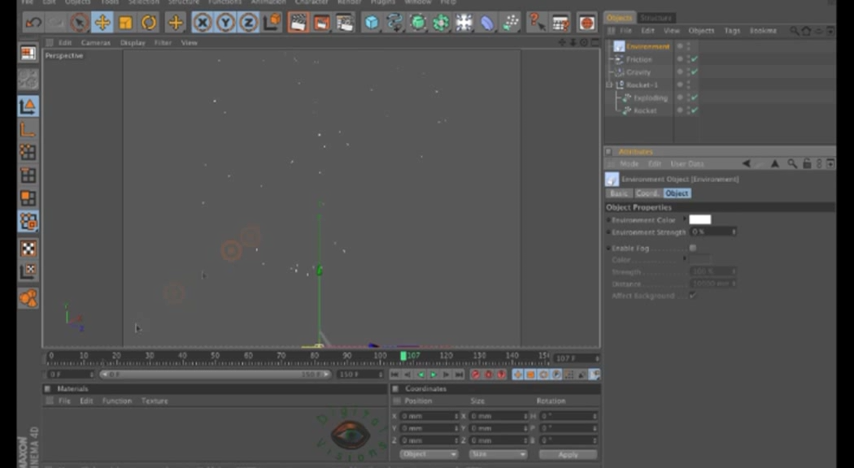 File Edit Objects Tools Selection Structure Functions Animation Character Render Plugins Window Help
Edit Cameras Display Filter View
Perspective
0 10 20 30 40 50 60 70 80 90 100 107 120 130 140 107 F
0 F 0 F 150 F 150 F
Materials
File Edit Function Texture
Digital Visions
Coordinates
Position Size Rotation
X 0 mm X 0 mm H 0°
Y 0 mm Y 0 mm P 0°
Z 0 mm Z 0 mm B 0°
Object Size Apply
Objects Structure
File Edit View Objects Tags Bookma
Environment
Friction
Gravity
Rocket-1
Exploding
Rocket
Attributes
Mode Edit User Data
Environment Object [Environment]
Basic Coord. Object
Object Properties
Environment Color
Environment Strength 0 %
Enable Fog
Color
Strength 100 %
Distance
Affect Background
MAXON
CINEMA 4D